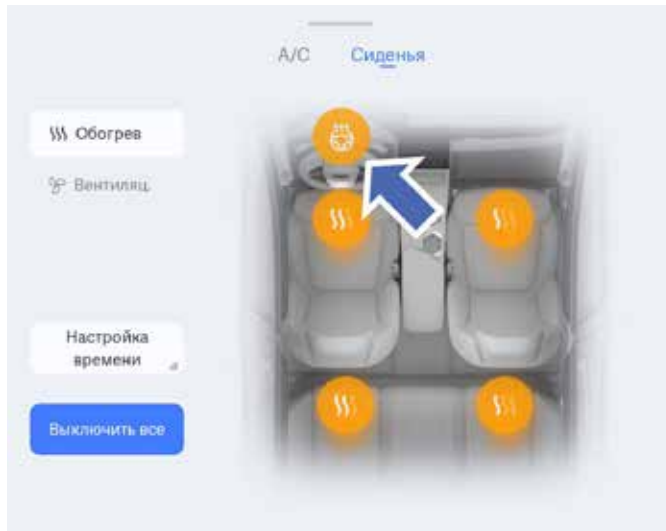 A/C Сиденья
Обогрев
Вентиляц.
Настройка
времени
Выключить все